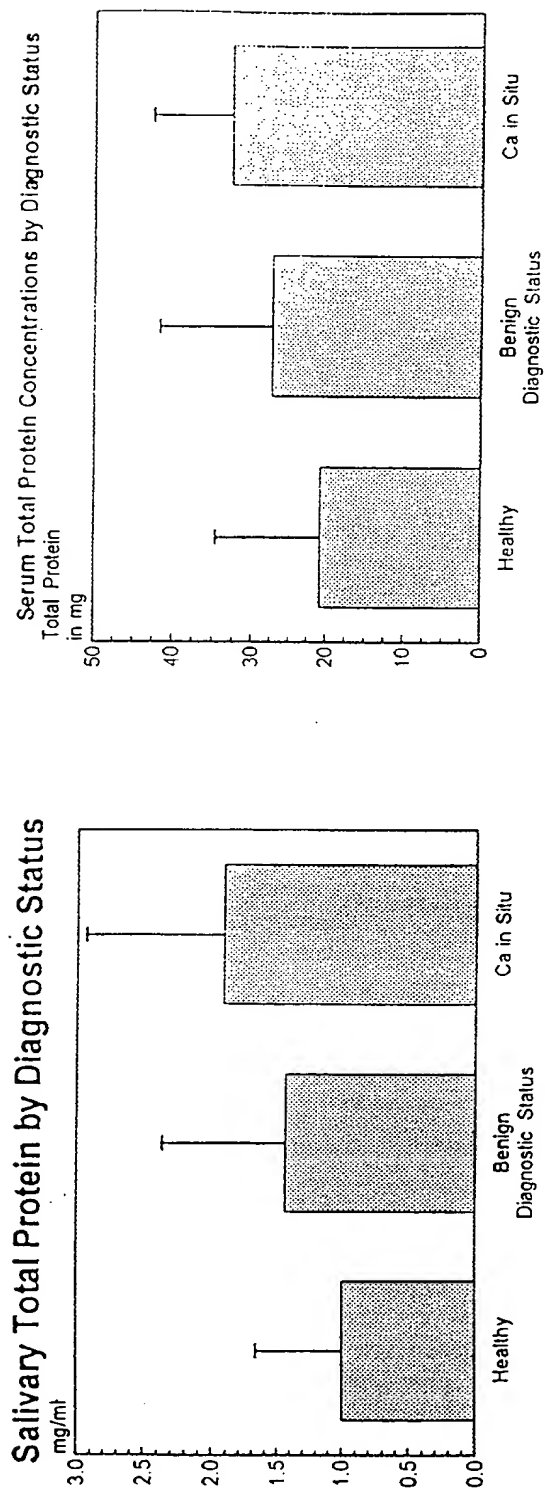 Salivary Total Protein by Diagnostic Status
mg/ml
3.0
2.5
2.0
1.5
1.0
0.5
0.0
Healthy
Benign
Diagnostic Status
Ca in Situ
Serum Total Protein Concentrations by Diagnostic Status
Total Protein
in mg
50
40
30
20
10
0
Healthy
Benign
Diagnostic Status
Ca in Situ